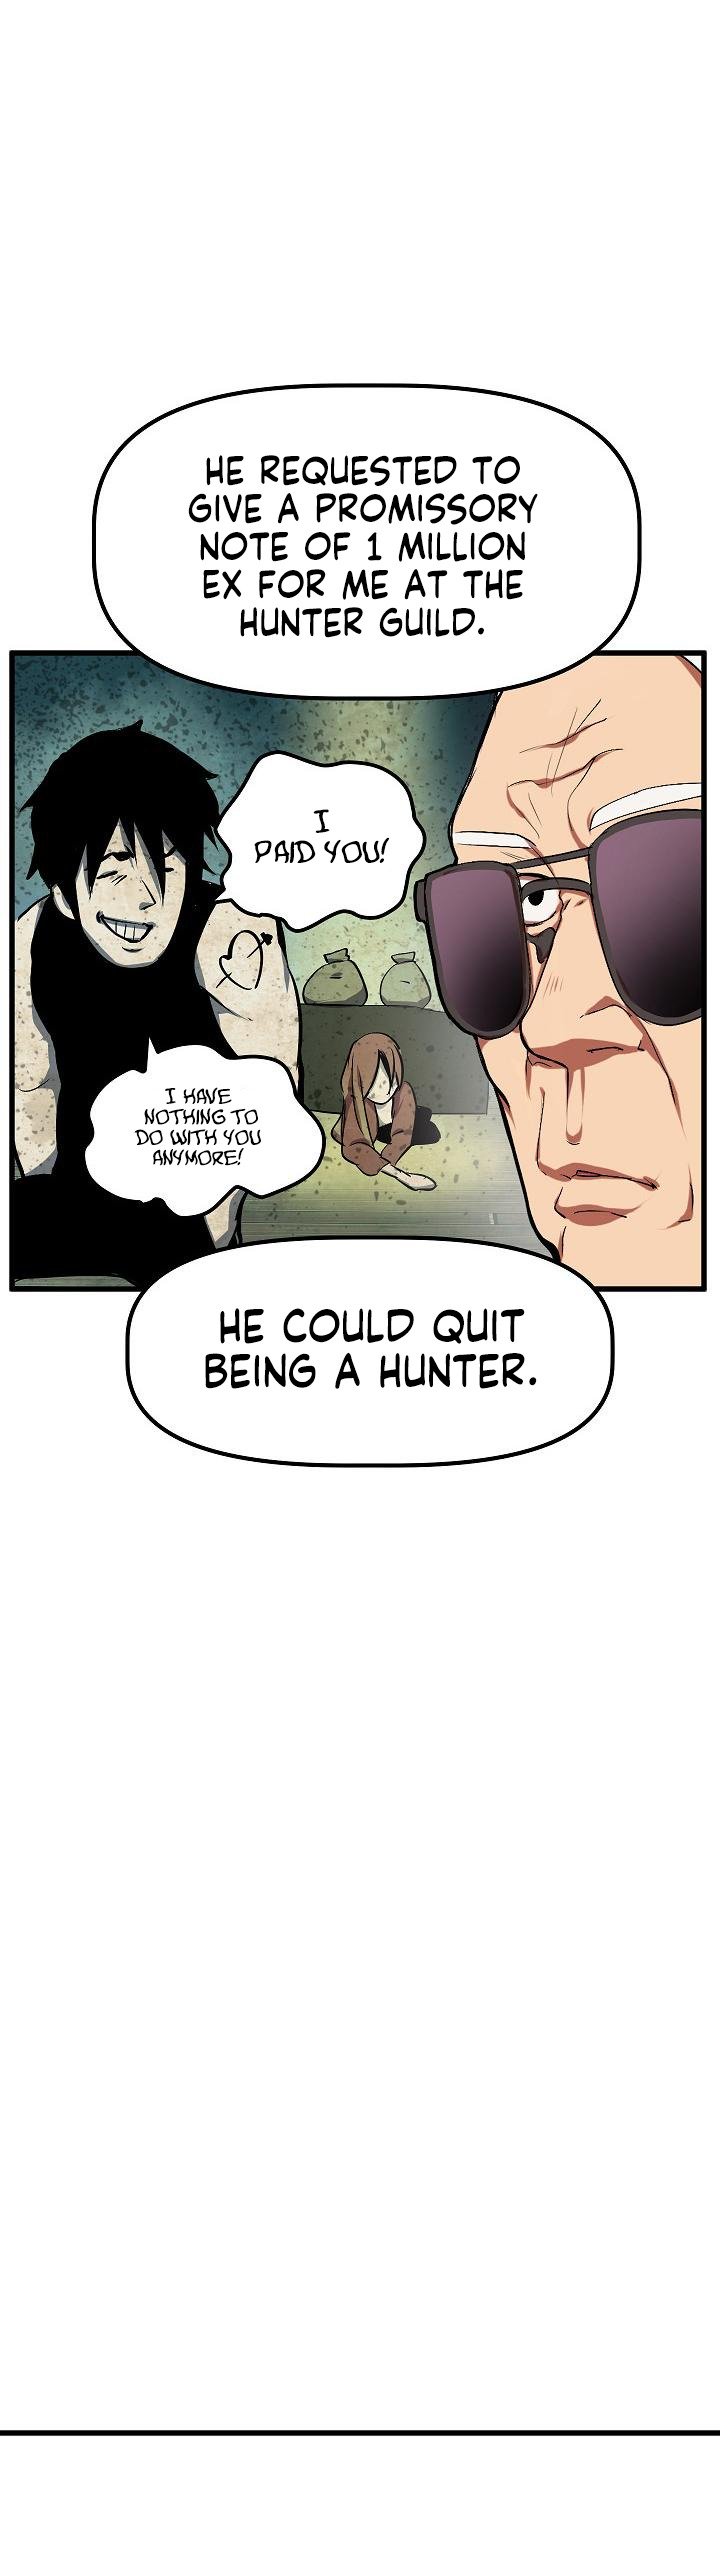 HE REQUESTED TO
GIVE A PROMISSORY
NOTE OF 1 MILLION
EX FOR ME AT THE
HUNTER GUILD.
I
PAID YOU!
I HAVE
NOTHING TO
DO WITH YOU
ANYMORE!
HE COULD QUIT
BEING A HUNTER.